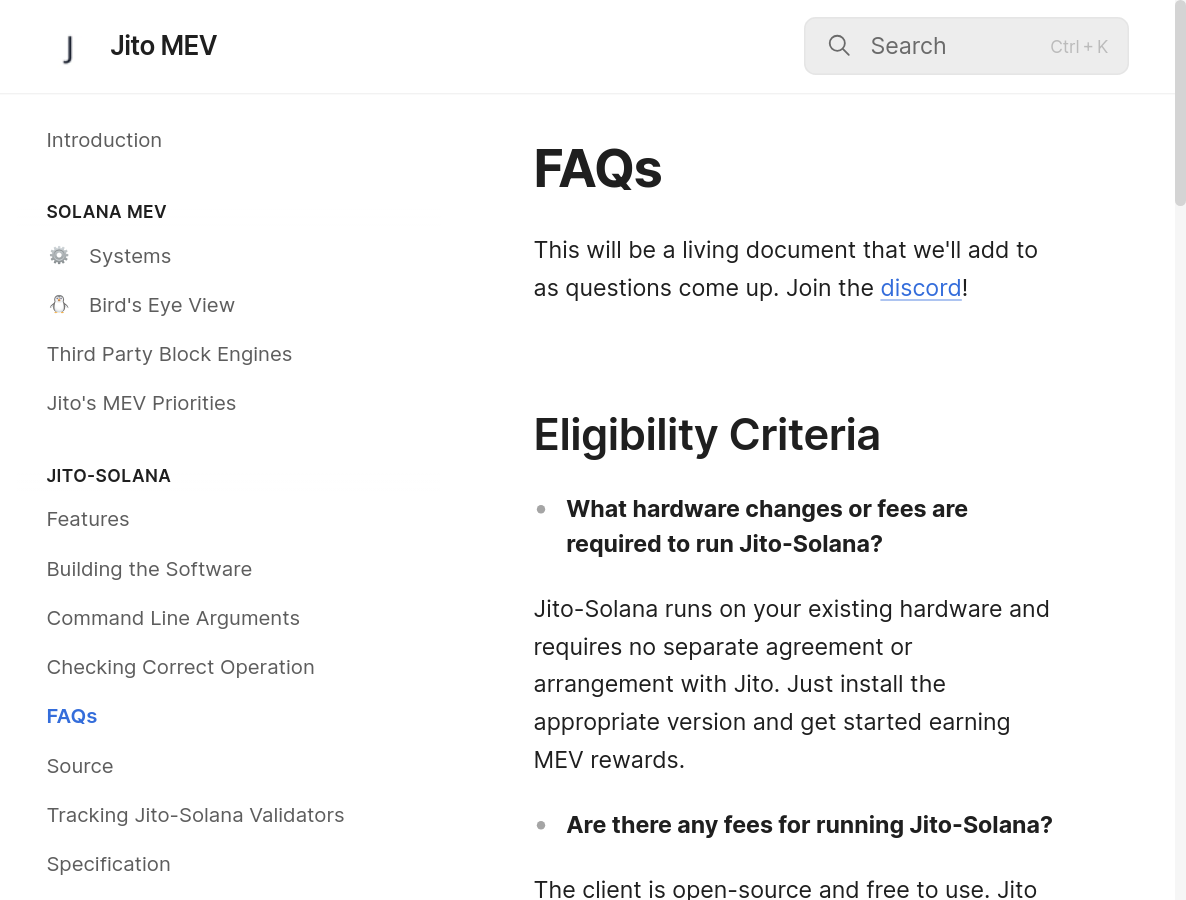 Jito MEV
Search
Ctrl + K
Introduction
SOLANA MEV
Systems
Bird's Eye View
Third Party Block Engines
Jito's MEV Priorities
JITO-SOLANA
Features
Building the Software
Command Line Arguments
Checking Correct Operation
FAQs
Source
Tracking Jito-Solana Validators
Specification
FAQs
This will be a living document that we'll add to
as questions come up. Join the discord!
Eligibility Criteria
What hardware changes or fees are
required to run Jito-Solana?
Jito-Solana runs on your existing hardware and
requires no separate agreement or
arrangement with Jito. Just install the
appropriate version and get started earning
MEV rewards.
Are there any fees for running Jito-Solana?
The client is open-source and free to use. Jito